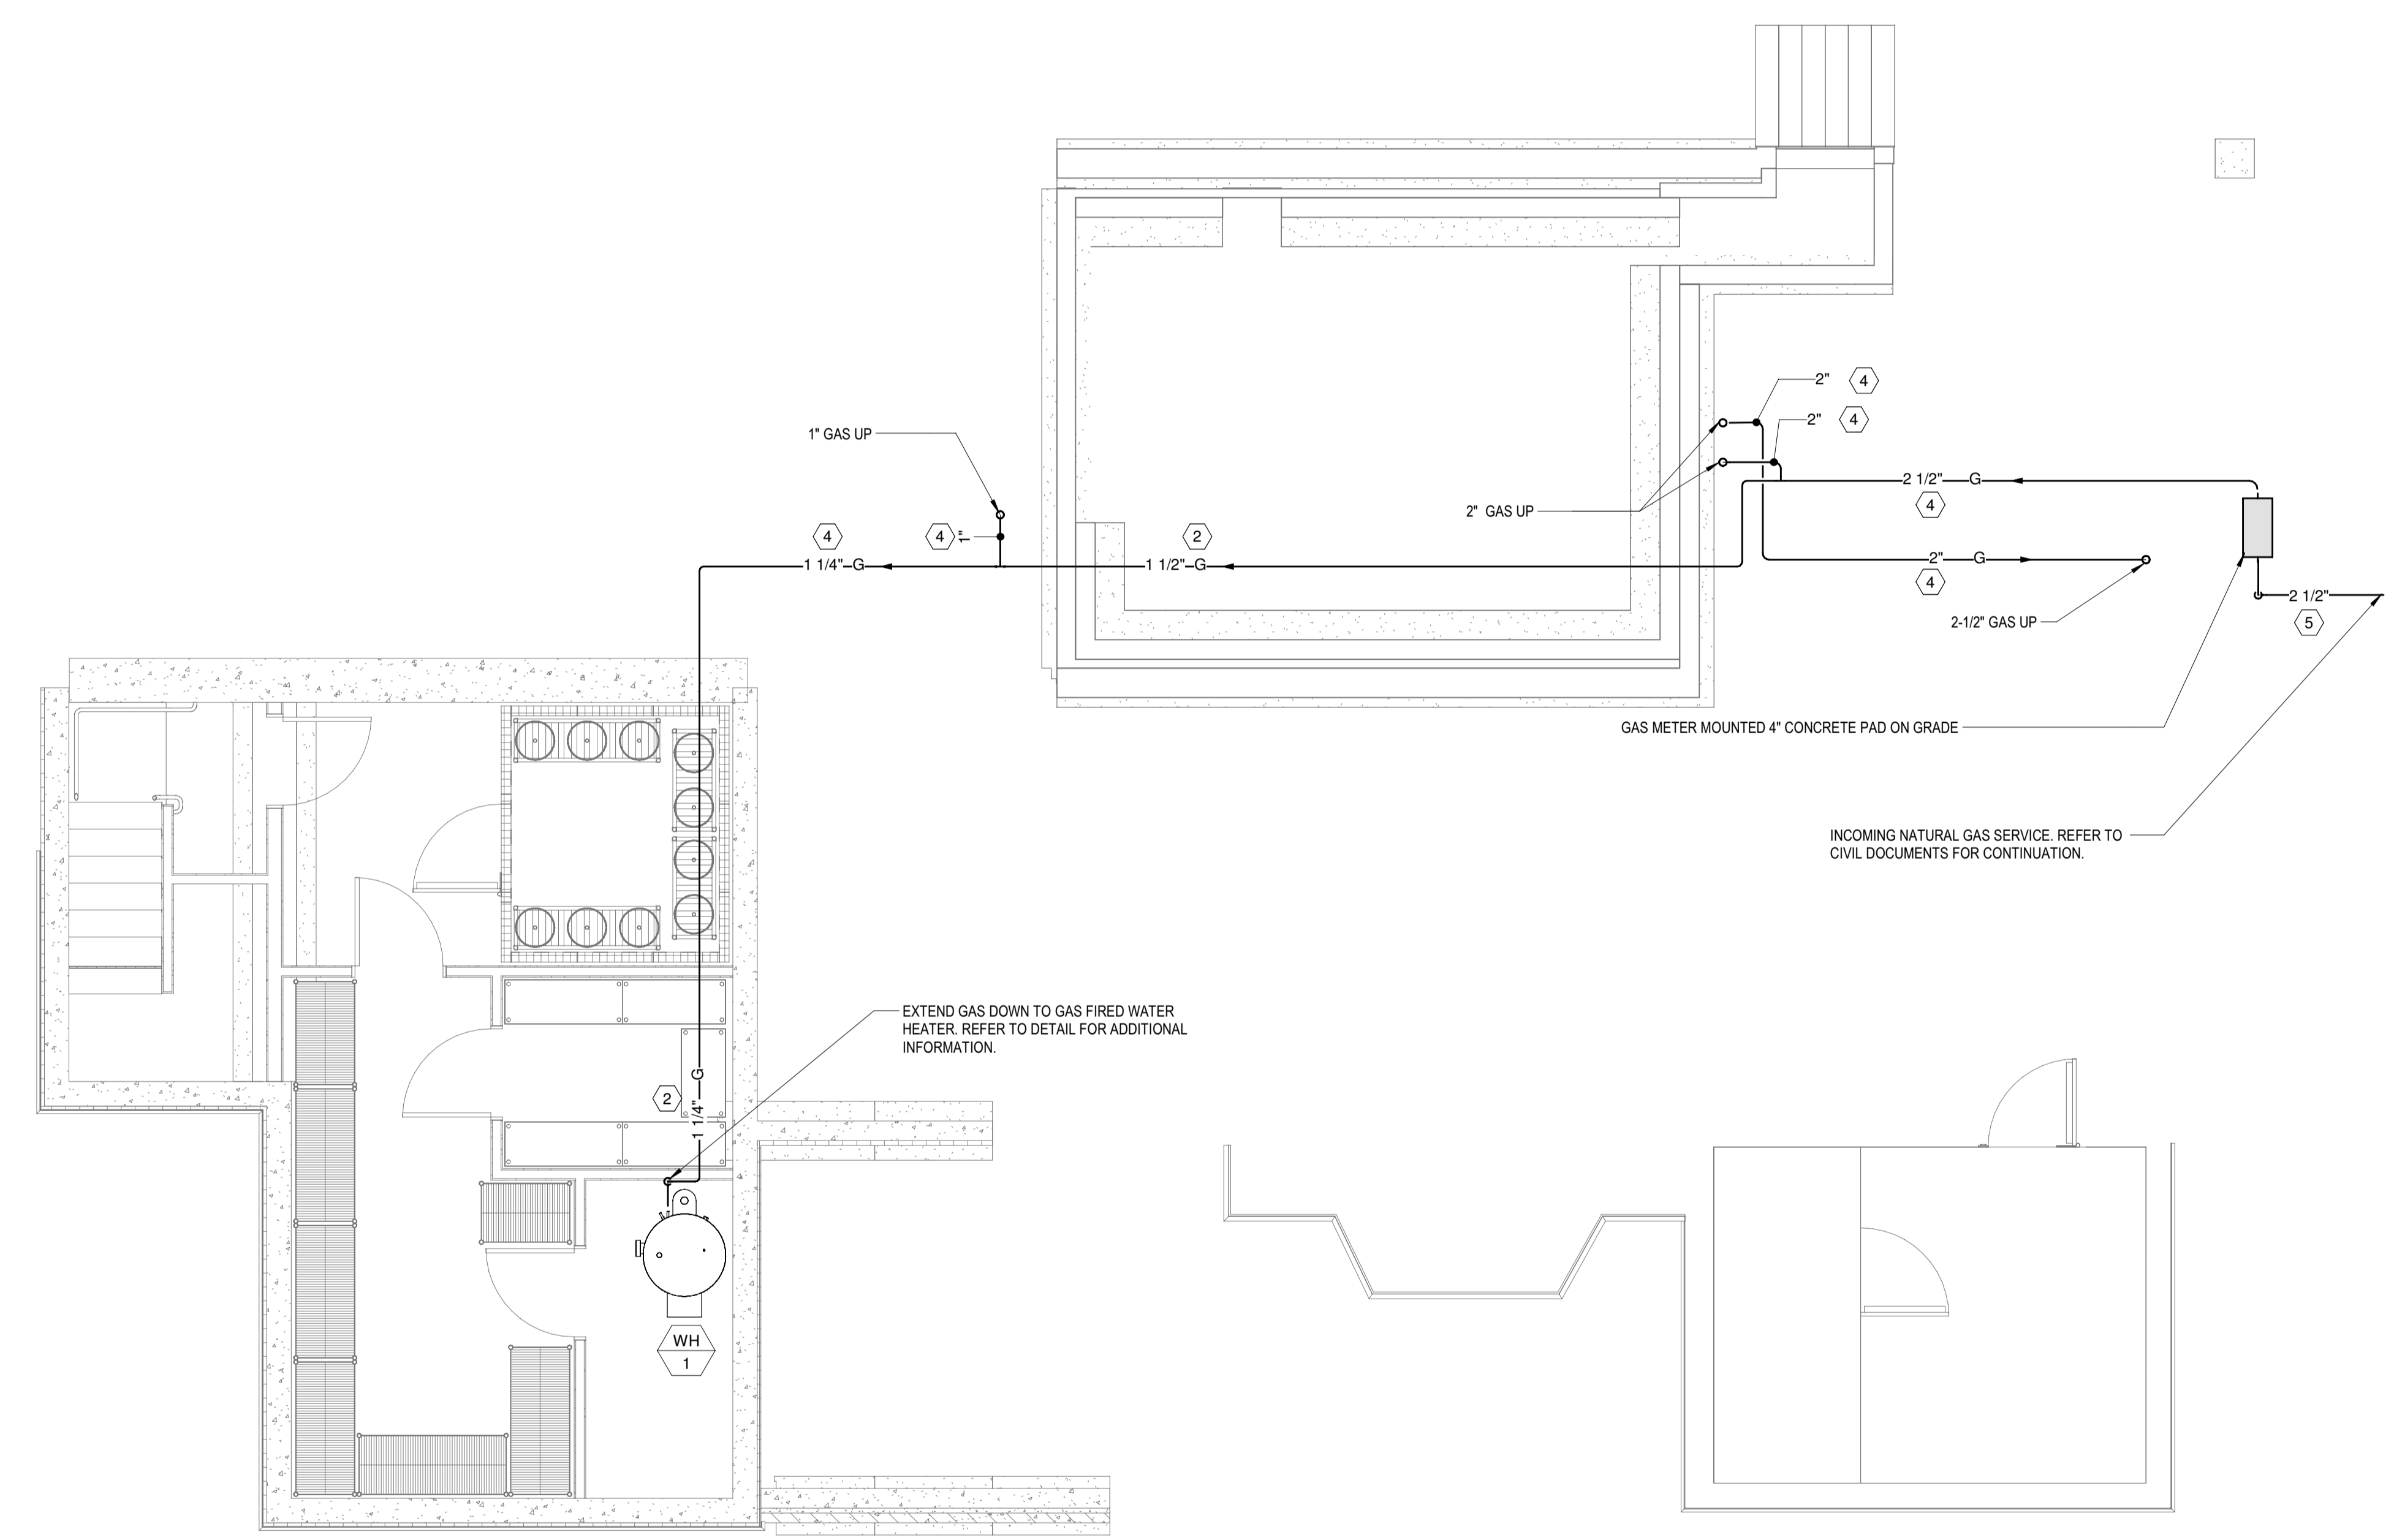 2" 4
2" 4
1" GAS UP
2 1/2" G
4
2" GAS UP
4
4 1"
2
1 1/4" G
1 1/2" G
2" G
4
2 1/2"
5
2-1/2" GAS UP
GAS METER MOUNTED 4" CONCRETE PAD ON GRADE
INCOMING NATURAL GAS SERVICE. REFER TO
CIVIL DOCUMENTS FOR CONTINUATION.
EXTEND GAS DOWN TO GAS FIRED WATER
HEATER. REFER TO DETAIL FOR ADDITIONAL
INFORMATION.
2
1 1/4" G
WH
1